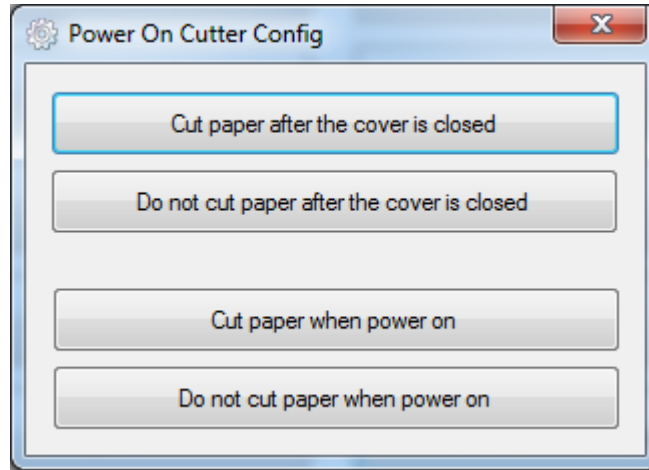 Power On Cutter Config
Cut paper after the cover is closed
Do not cut paper after the cover is closed
Cut paper when power on
Do not cut paper when power on